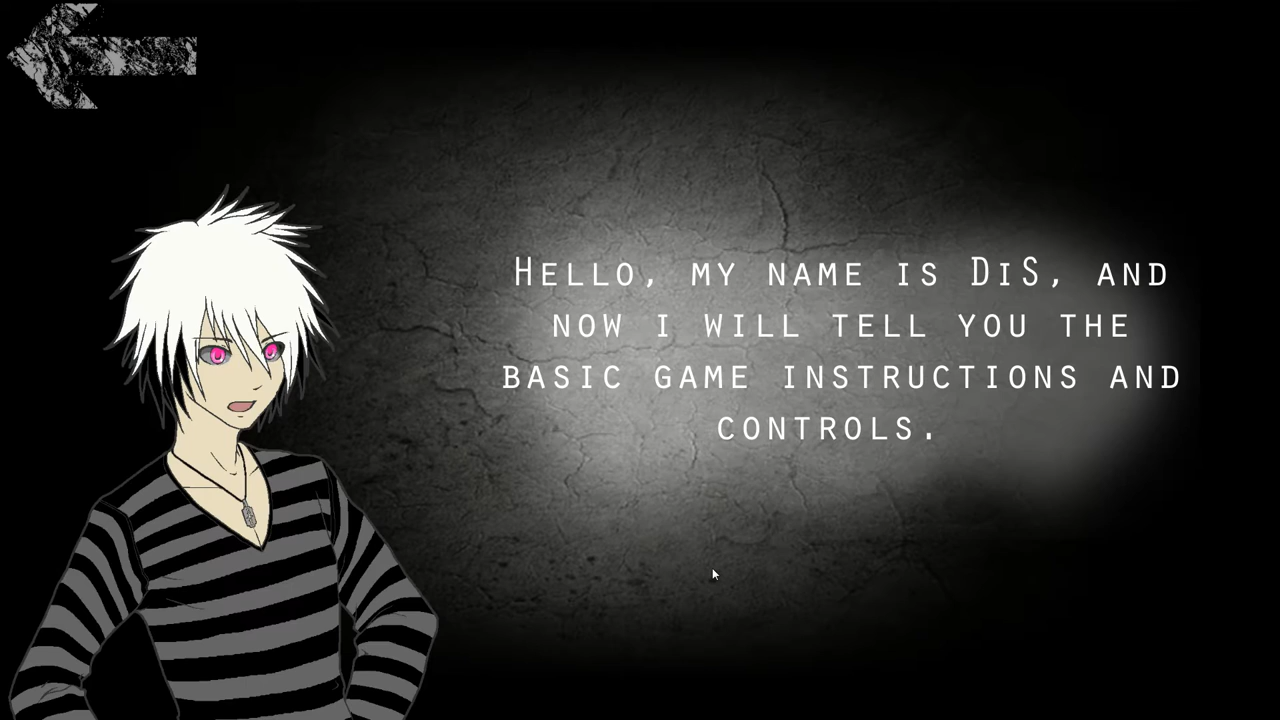 Hello, my name is DiS, and
now i will tell you the
basic game instructions and
controls.